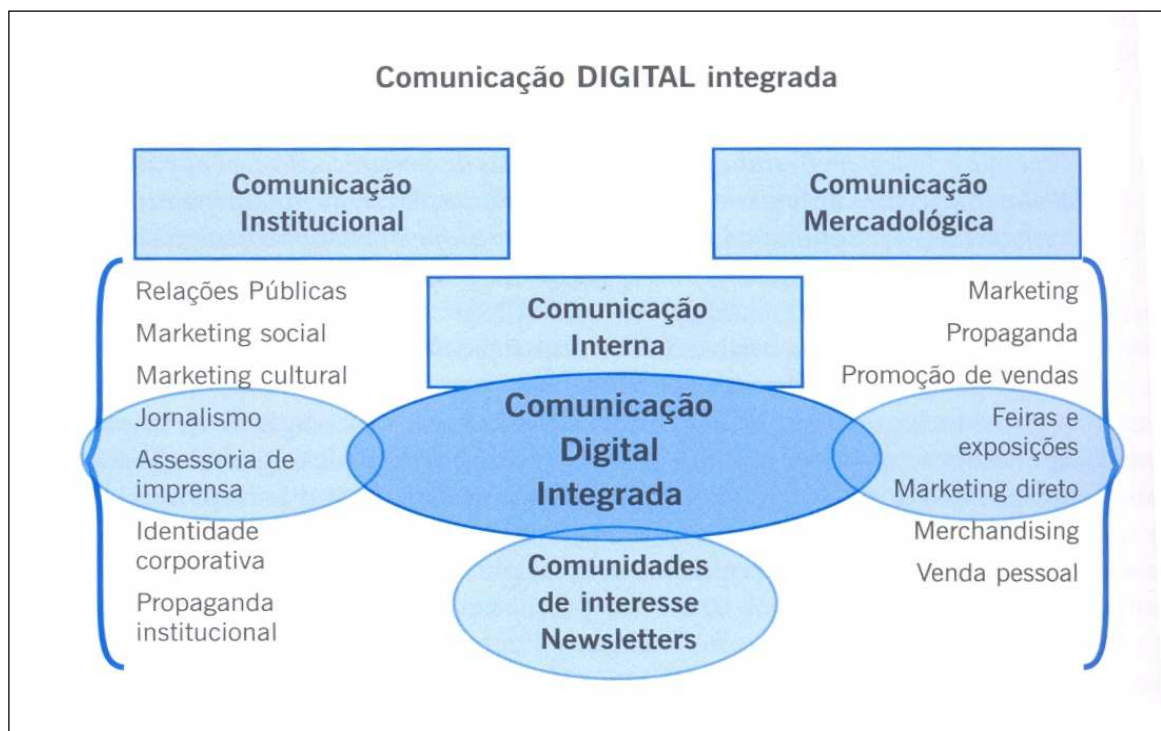 Comunicação DIGITAL integrada
Comunicação
Institucional
Relações Públicas
Marketing social
Marketing cultural
Jornalismo
Assessoria de
imprensa
Identidade
corporativa
Propaganda
institucional
Comunicação
Interna
Comunicação
Digital
Integrada
Comunidades
de interesse
Newsletters
Comunicação
Mercadológica
Marketing
Propaganda
Promoção de vendas
Feiras e
exposições
Marketing direto
Merchandising
Venda pessoal